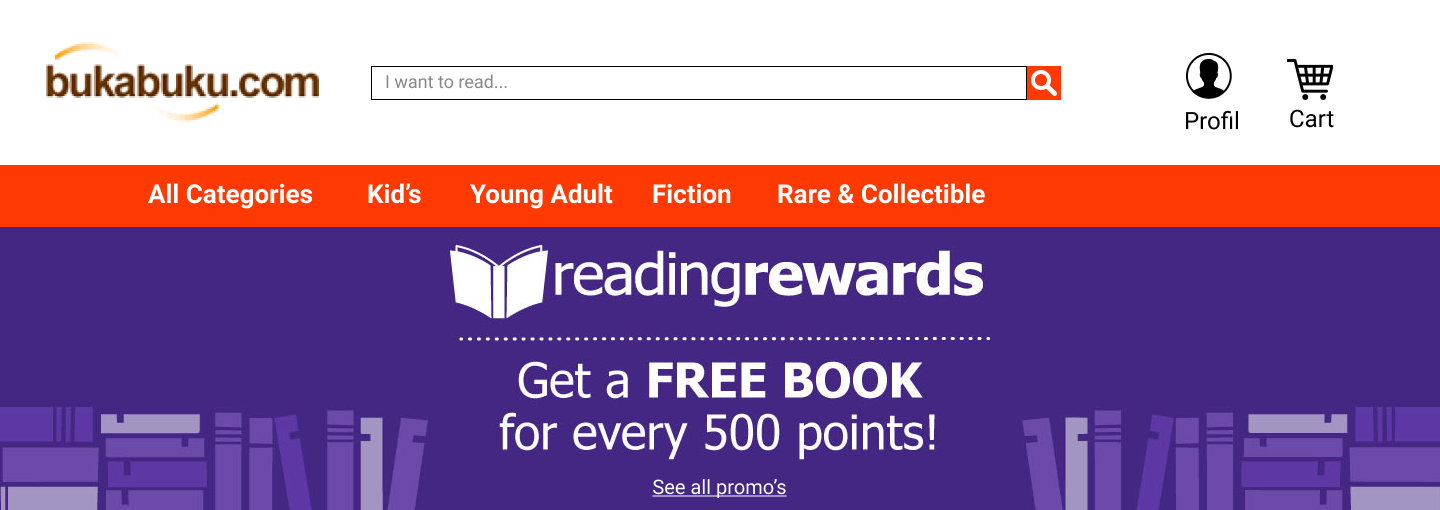 bukabuku.com
I want to read...
Profil
Cart
All Categories Kid's Young Adult Fiction Rare & Collectible
readingrewards
Get a FREE BOOK
for every 500 points!
See all promo's